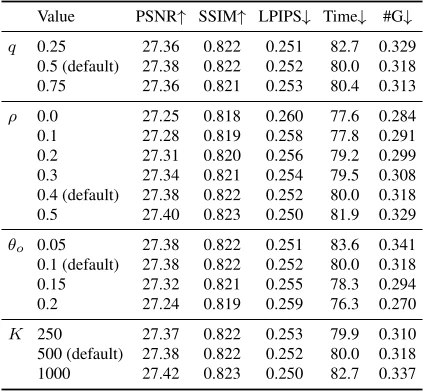 Value PSNR↑ SSIM↑ LPIPS↓ Time↓ #G↓
q 0.25 27.36 0.822 0.251 82.7 0.329
0.5 (default) 27.38 0.822 0.252 80.0 0.318
0.75 27.36 0.821 0.253 80.4 0.313
ρ 0.0 27.25 0.818 0.260 77.6 0.284
0.1 27.28 0.819 0.258 77.8 0.291
0.2 27.31 0.820 0.256 79.2 0.299
0.3 27.34 0.821 0.254 79.5 0.308
0.4 (default) 27.38 0.822 0.252 80.0 0.318
0.5 27.40 0.823 0.250 81.9 0.329
θₒ 0.05 27.38 0.822 0.251 83.6 0.341
0.1 (default) 27.38 0.822 0.252 80.0 0.318
0.15 27.32 0.821 0.255 78.3 0.294
0.2 27.24 0.819 0.259 76.3 0.270
K 250 27.37 0.822 0.253 79.9 0.310
500 (default) 27.38 0.822 0.252 80.0 0.318
1000 27.42 0.823 0.250 82.7 0.337